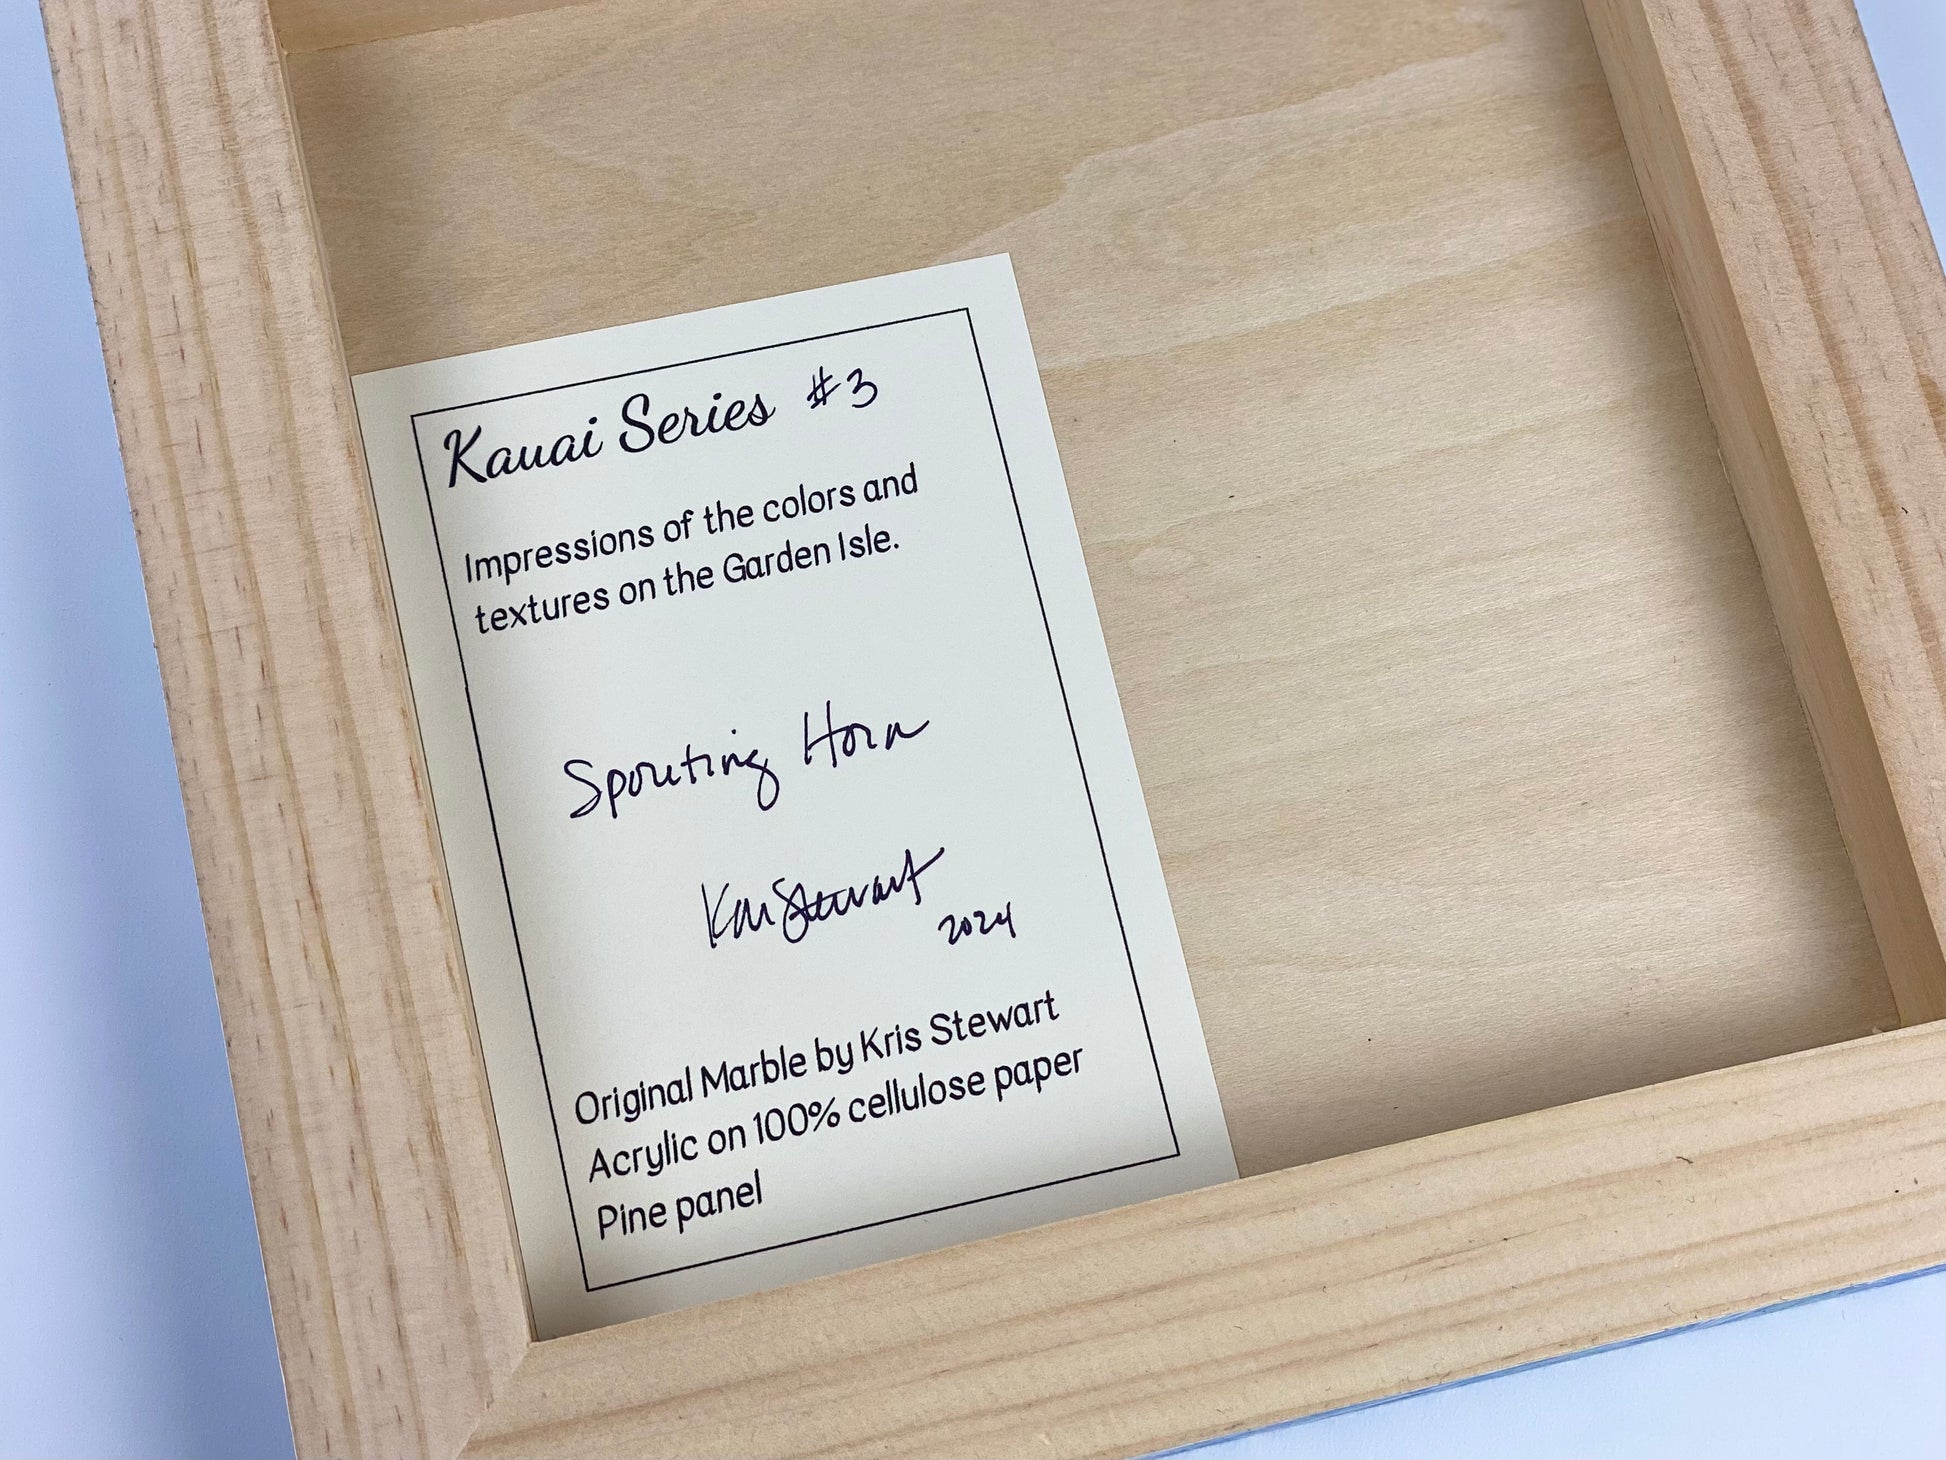 Kauai Series #3
Impressions of the colors and
textures on the Garden Isle.
Spouting Horn
Kris Stewart
2024
Original Marble by Kris Stewart
Acrylic on 100% cellulose paper
Pine panel